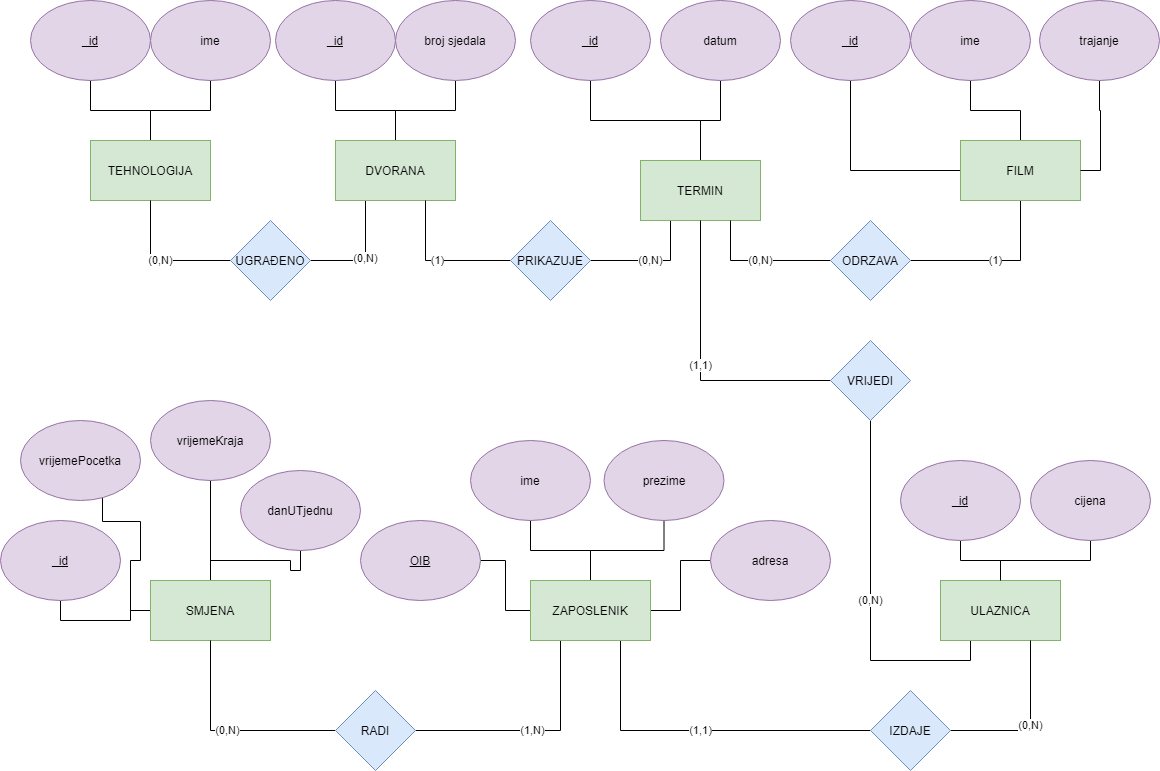 _id
ime
_id
broj sjedala
_id
datum
_id
ime
trajanje
TEHNOLOGIJA
DVORANA
TERMIN
FILM
(0,N)
UGRAĐENO
(0,N)
(1)
PRIKAZUJE
(0,N)
(0,N)
ODRZAVA
(1)
(1,1)
VRIJEDI
vrijemePocetka
vrijemeKraja
danUTjednu
_id
ime
prezime
OIB
adresa
_id
cijena
SMJENA
ZAPOSLENIK
(0,N)
ULAZNICA
(0,N)
RADI
(1,N)
(1,1)
IZDAJE
(0,N)